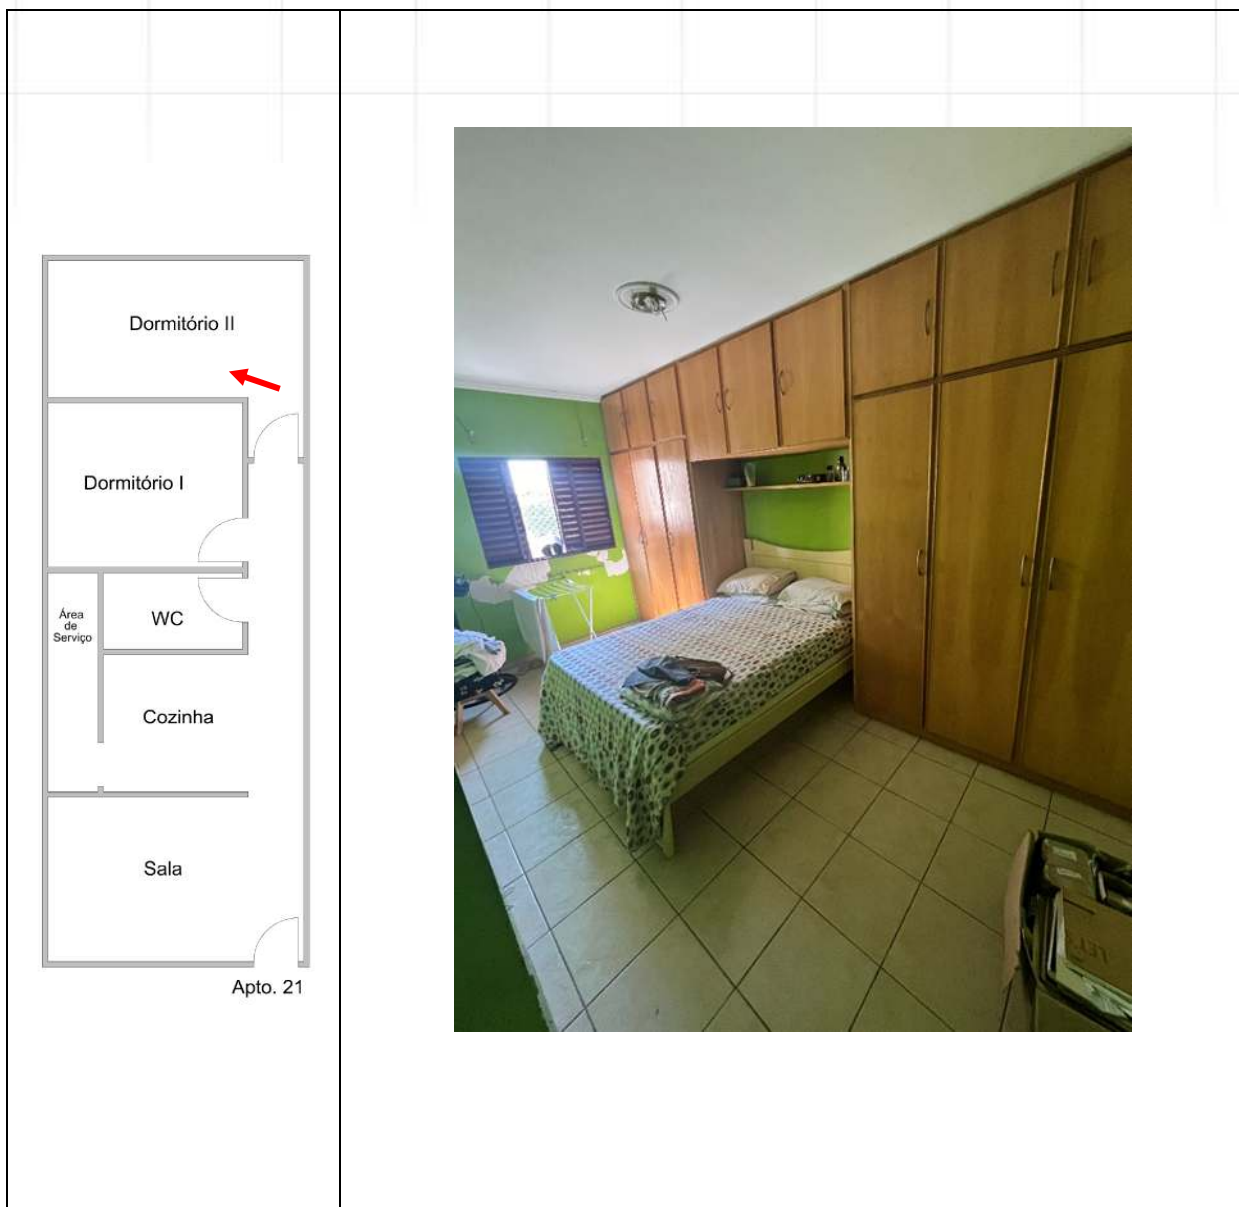 Dormitório II
Dormitório I
Área
de
Serviço
WC
Cozinha
Sala
Apto. 21